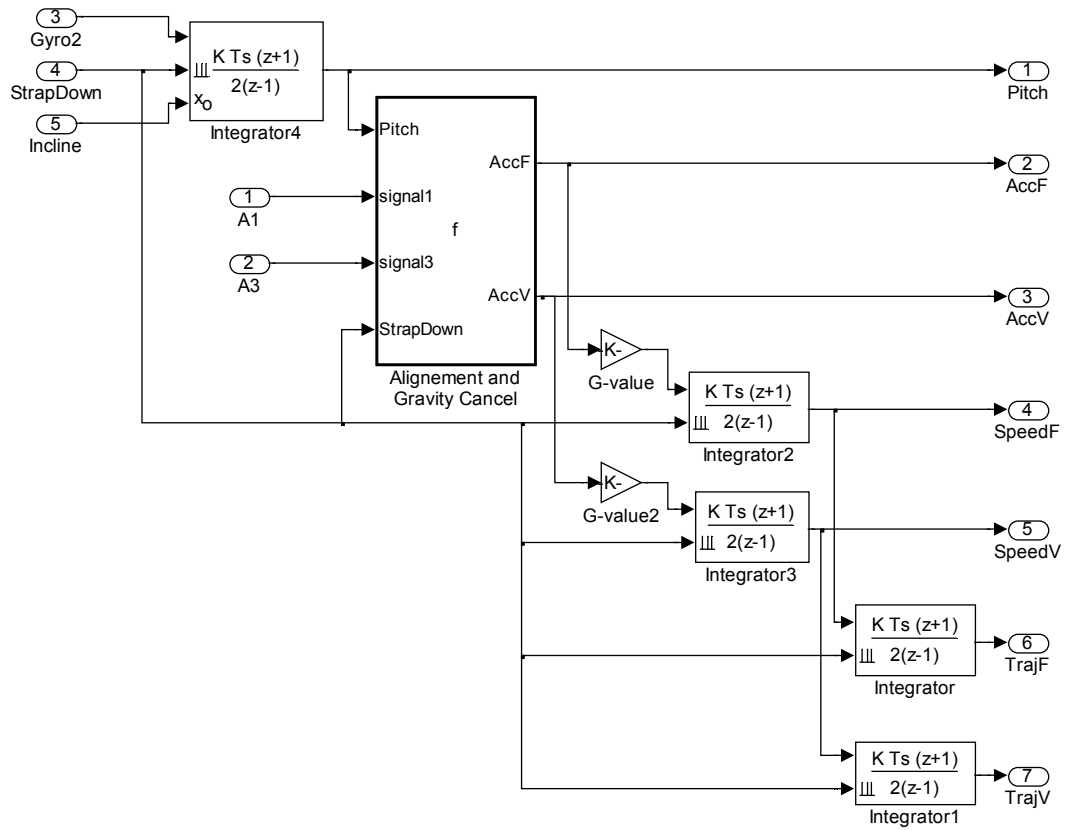 3
Gyro2
4
StrapDown
5
Incline
K Ts (z+1)
2(z-1)
xo
Integrator4
1
Pitch
Pitch
signal1
signal3
StrapDown
f
AccF
AccV
Alignement and
Gravity Cancel
1
A1
2
A3
2
AccF
3
AccV
K-
G-value
K Ts (z+1)
2(z-1)
Integrator2
4
SpeedF
K-
G-value2
K Ts (z+1)
2(z-1)
Integrator3
5
SpeedV
K Ts (z+1)
2(z-1)
Integrator
6
TrajF
K Ts (z+1)
2(z-1)
Integrator1
7
TrajV